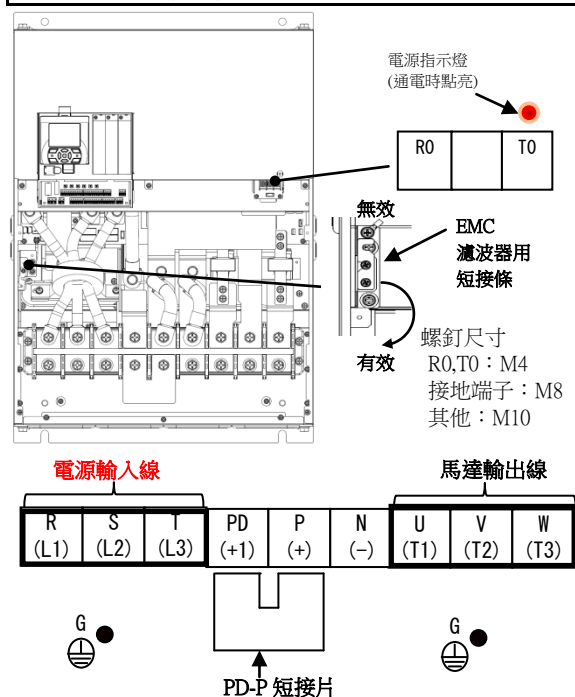 電源指示燈
(通電時點亮)
R0 T0
無效
EMC
濾波器用
短接條
有效
螺釘尺寸
R0,T0：M4
接地端子：M8
其他：M10
電源輸入線 馬達輸出線
R S T PD P N U V W
(L1) (L2) (L3) (+1) (+) (−) (T1) (T2) (T3)
G G
PD-P 短接片